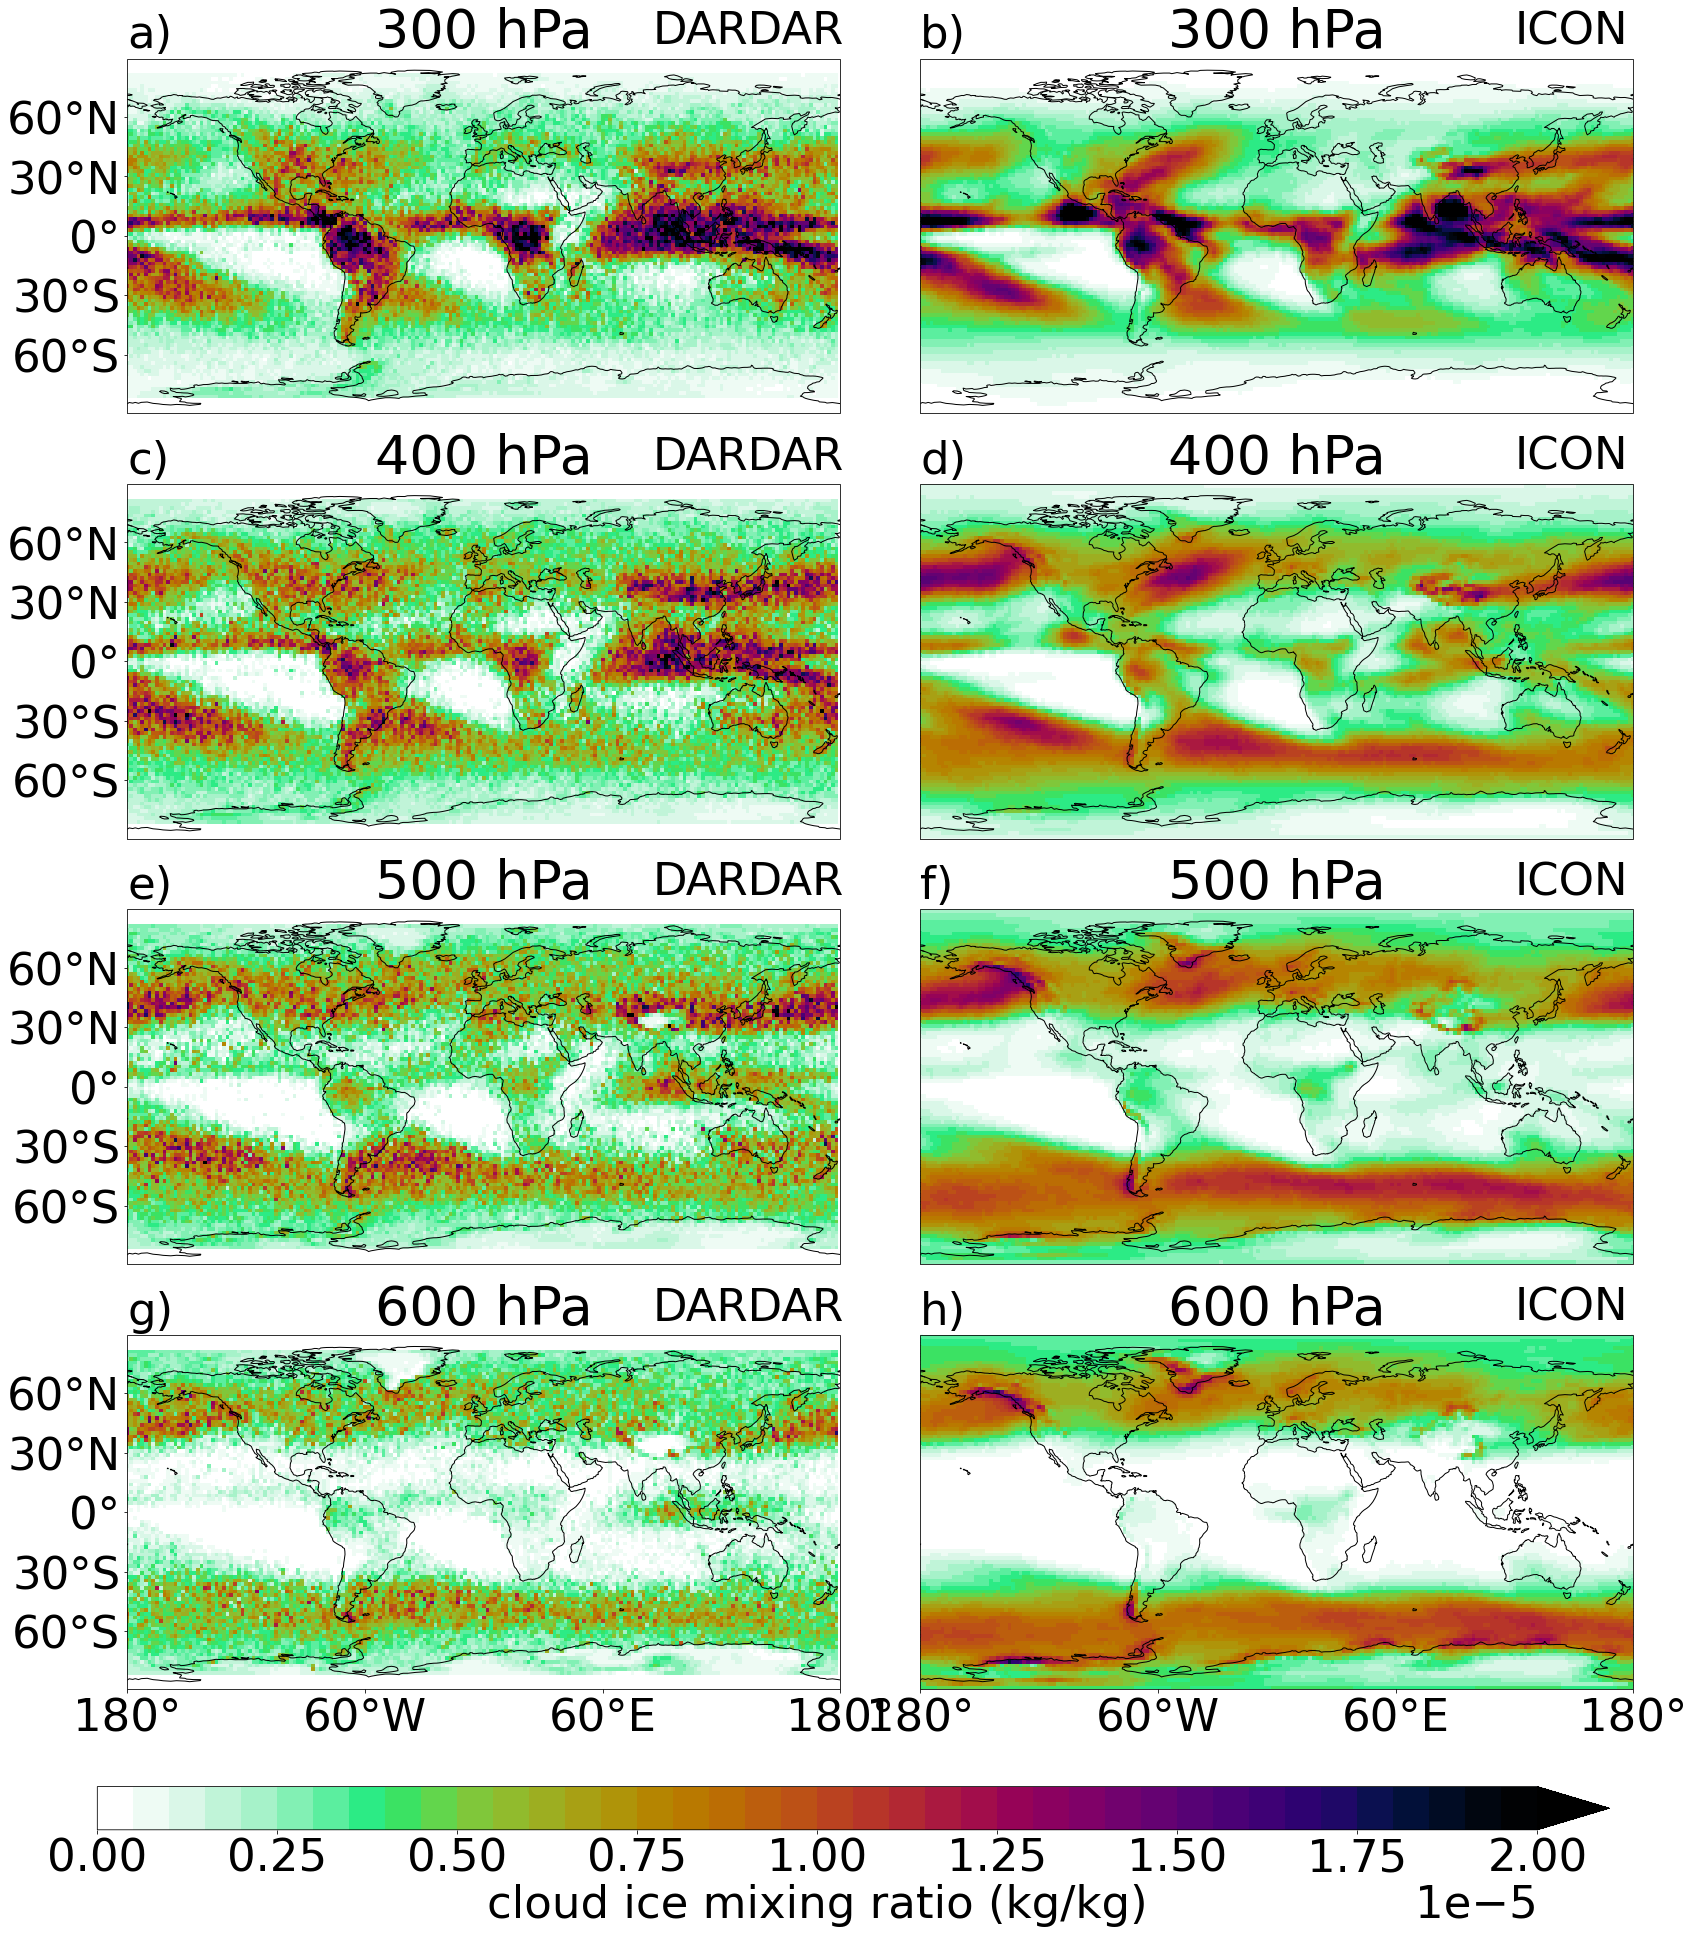 a) 300 hPa DARDAR
b) 300 hPa ICON
60°N
30°N
0°
30°S
60°S
c) 400 hPa DARDAR
d) 400 hPa ICON
60°N
30°N
0°
30°S
60°S
e) 500 hPa DARDAR
f) 500 hPa ICON
60°N
30°N
0°
30°S
60°S
g) 600 hPa DARDAR
h) 600 hPa ICON
60°N
30°N
0°
30°S
60°S
180° 60°W 60°E 180°
180° 60°W 60°E 180°
0.00 0.25 0.50 0.75 1.00 1.25 1.50 1.75 2.00
cloud ice mixing ratio (kg/kg) 1e−5